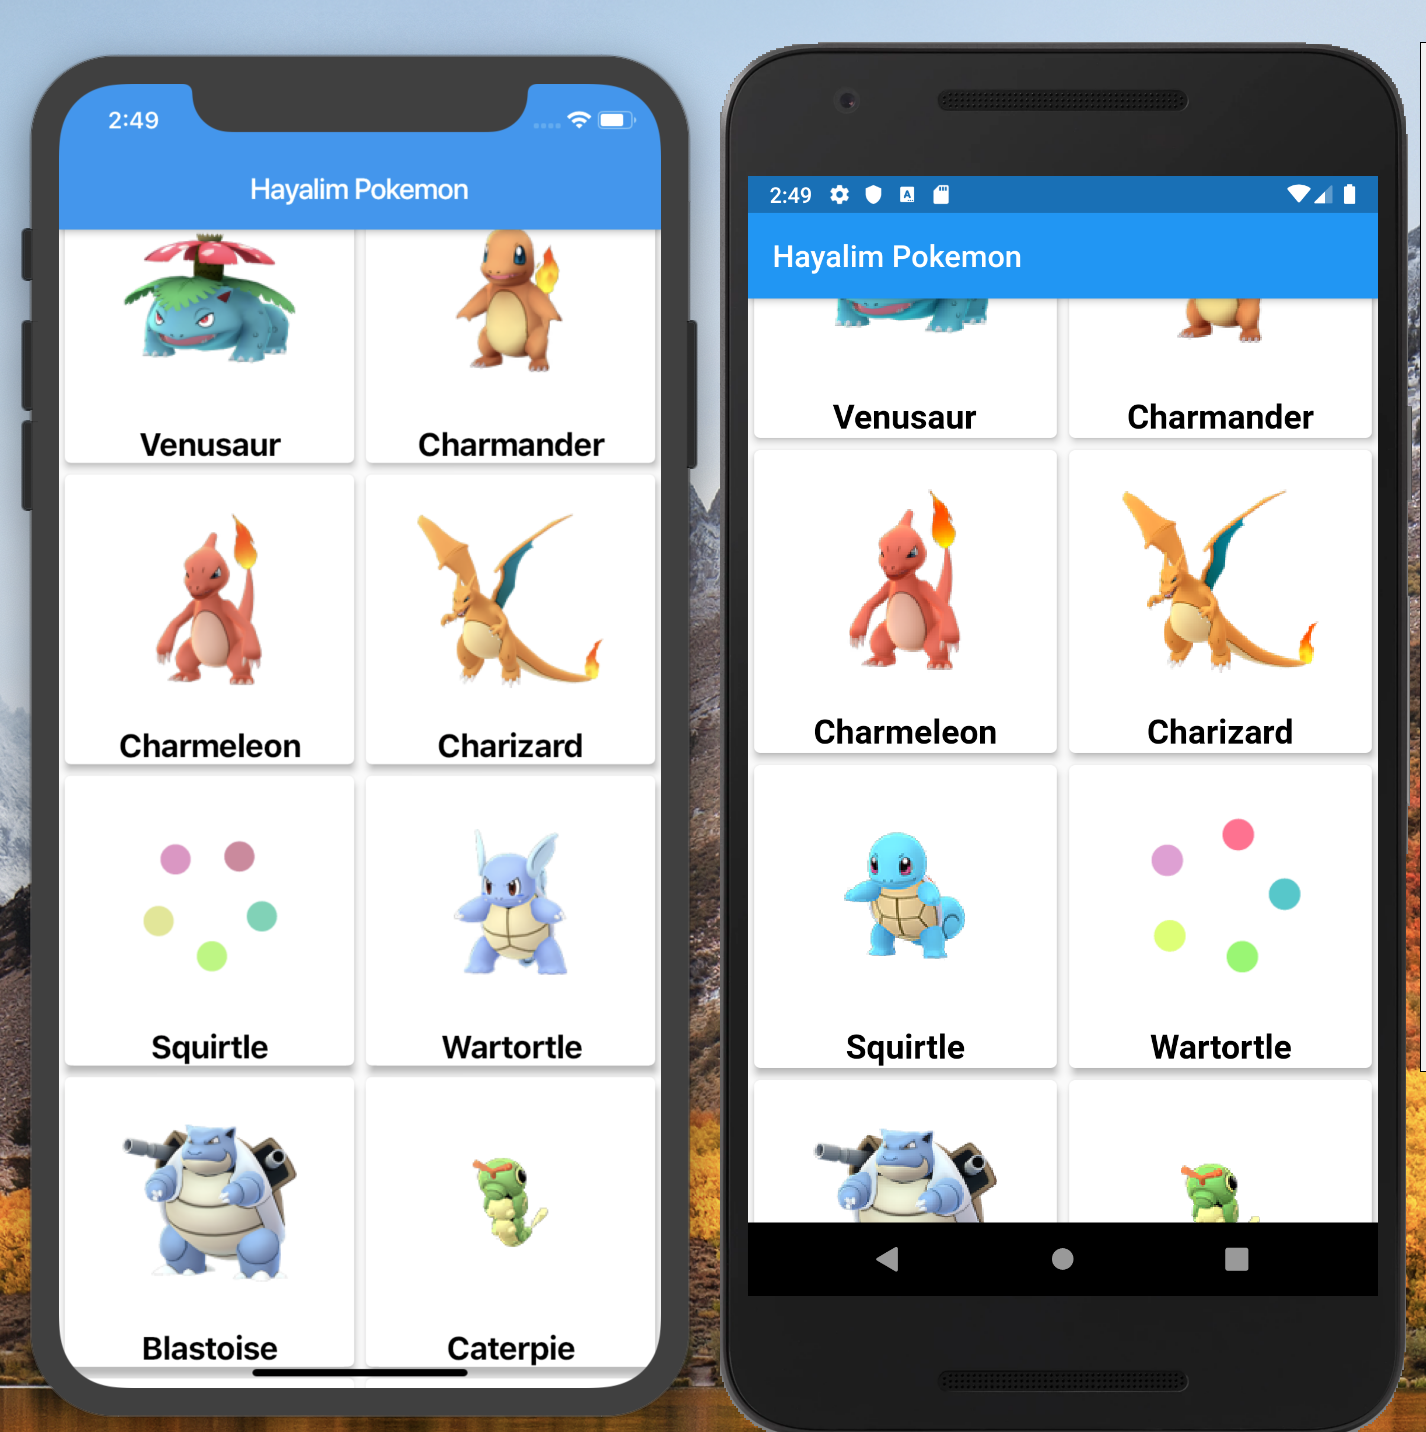 2:49
Hayalim Pokemon
Venusaur
Charmander
Charmeleon
Charizard
Squirtle
Wartortle
Blastoise
Caterpie
2:49
A
Hayalim Pokemon
Venusaur
Charmander
Charmeleon
Charizard
Squirtle
Wartortle